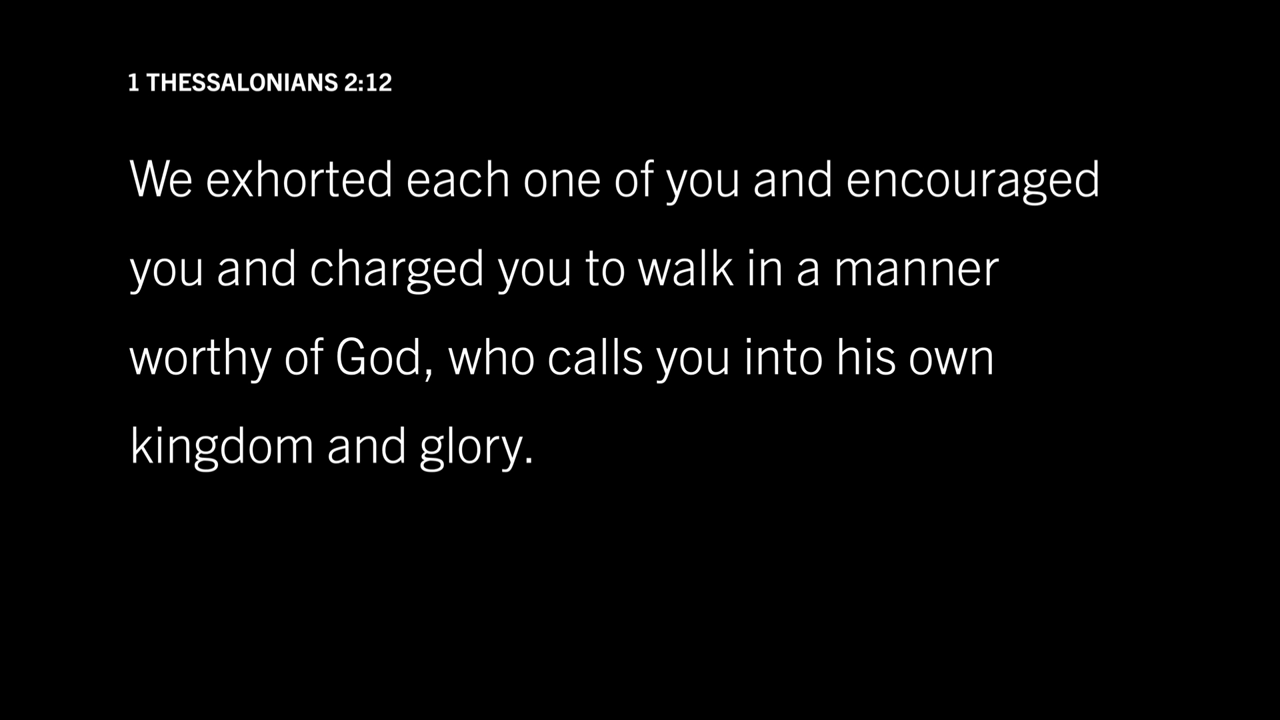 1 THESSALONIANS 2:12
We exhorted each one of you and encouraged
you and charged you to walk in a manner
worthy of God, who calls you into his own
kingdom and glory.